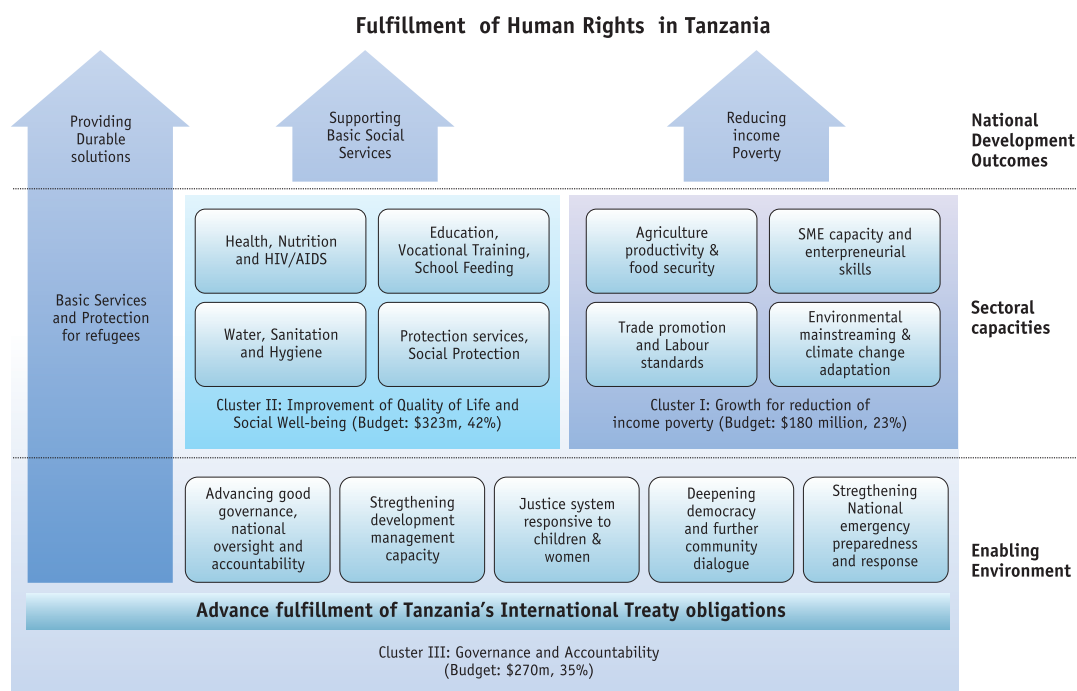 Fulfillment of Human Rights in Tanzania
Providing
Durable
solutions
Supporting
Basic Social
Services
Reducing
income
Poverty
National
Development
Outcomes
Basic Services
and Protection
for refugees
Health, Nutrition
and HIV/AIDS
Education,
Vocational Training,
School Feeding
Water, Sanitation
and Hygiene
Protection services,
Social Protection
Cluster II: Improvement of Quality of Life and
Social Well-being (Budget: $323m, 42%)
Agriculture
productivity &
food security
SME capacity and
enterpreneurial
skills
Trade promotion
and Labour
standards
Environmental
mainstreaming &
climate change
adaptation
Cluster I: Growth for reduction of
income poverty (Budget: $180 million, 23%)
Sectoral
capacities
Advancing good
governance,
national
oversight and
accountability
Stregthening
development
management
capacity
Justice system
responsive to
children &
women
Deepening
democracy
and further
community
dialogue
Stregthening
National
emergency
preparedness
and response
Enabling
Environment
Advance fulfillment of Tanzania's International Treaty obligations
Cluster III: Governance and Accountability
(Budget: $270m, 35%)